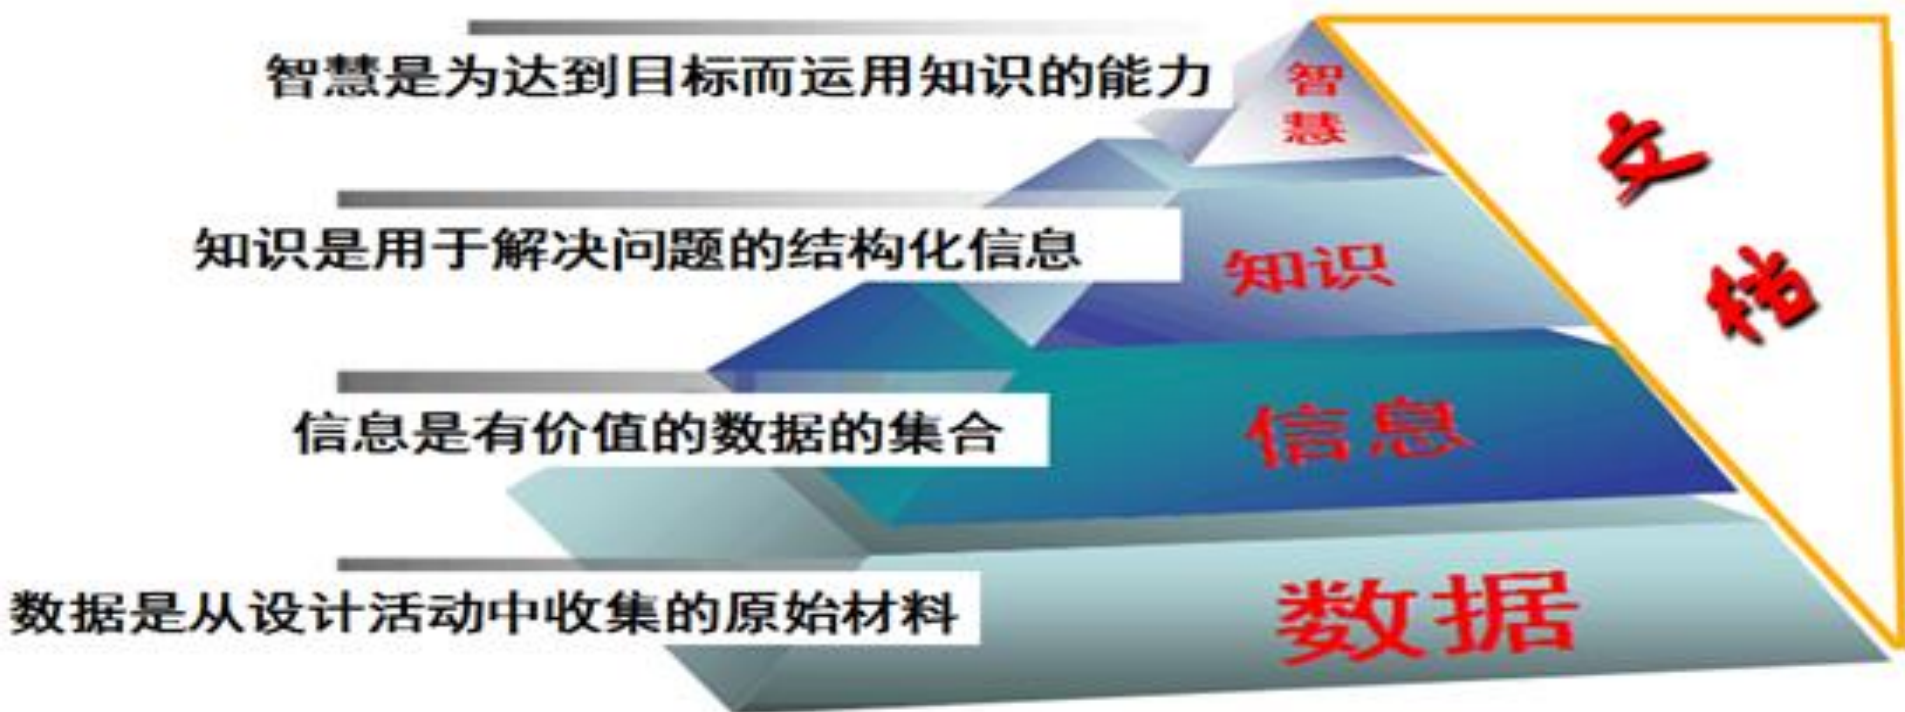 智慧是为达到目标而运用知识的能力
智慧
知识是用于解决问题的结构化信息
知识
信息是有价值的数据的集合
信息
数据是从设计活动中收集的原始材料
数据
文档